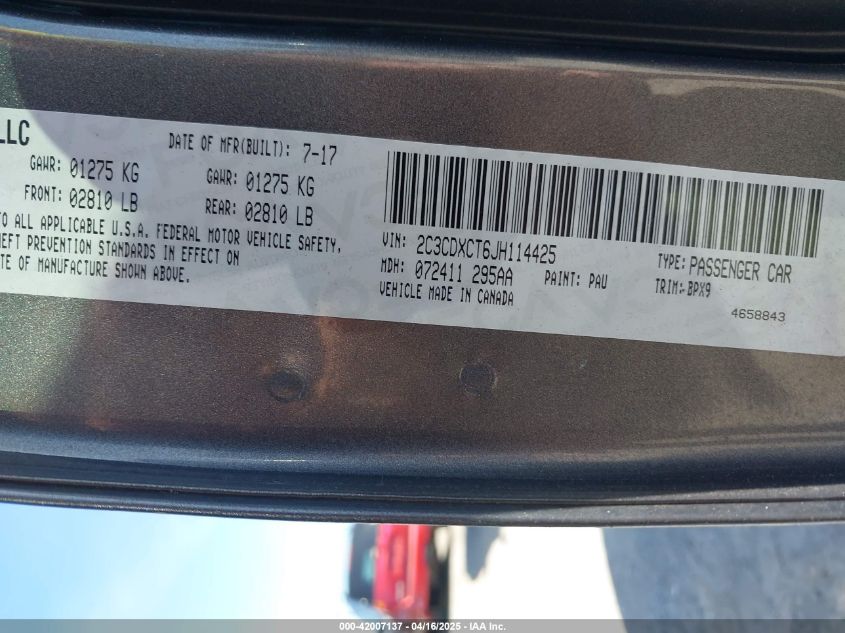 LLC
DATE OF MFR(BUILT): 7-17
GAWR: 01275 KG GAWR: 01275 KG
FRONT: 02810 LB REAR: 02810 LB
TO ALL APPLICABLE U.S.A. FEDERAL MOTOR VEHICLE SAFETY,
HEFT PREVENTION STANDARDS IN EFFECT ON
TE OF MANUFACTURE SHOWN ABOVE.
VIN: 2C3CDXCT6JH114425 TYPE: PASSENGER CAR
MDH: 072411 295AA PAINT: PAU TRIM: BPX9
VEHICLE MADE IN CANADA
4658843
000-42007137 - 04/16/2025 - © IAA Inc.